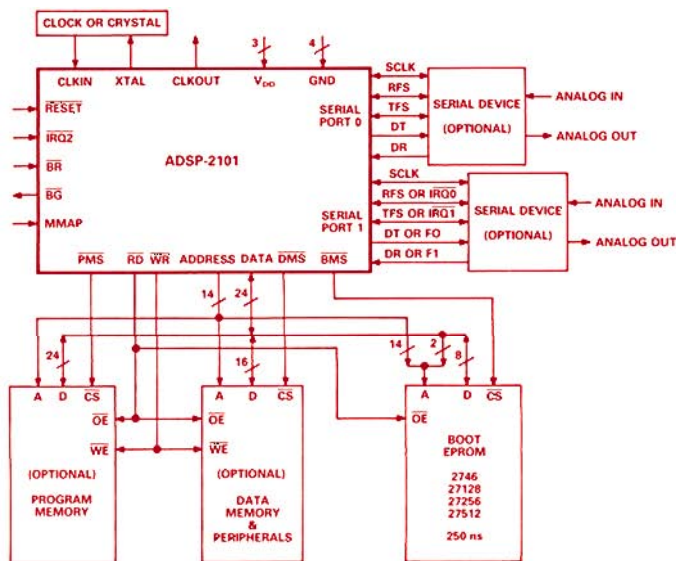 CLOCK OR CRYSTAL
3
4
CLKIN XTAL CLKOUT VDD GND
SCLK
RFS
TFS
DT
DR
SERIAL PORT 0
SERIAL DEVICE
(OPTIONAL)
ANALOG IN
ANALOG OUT
RESET
IRQ2
BR
BG
MMAP
ADSP-2101
SCLK
RFS OR IRQ0
TFS OR IRQ1
DT OR F0
DR OR F1
SERIAL PORT 1
SERIAL DEVICE
(OPTIONAL)
ANALOG IN
ANALOG OUT
PMS RD WR ADDRESS DATA DMS BMS
14
24
24
16
14
2
8
A D CS
OE
WE
(OPTIONAL)
PROGRAM
MEMORY
A D CS
OE
WE
(OPTIONAL)
DATA
MEMORY
&
PERIPHERALS
A D CS
OE
BOOT
EPROM
2746
27128
27256
27512
250 ns